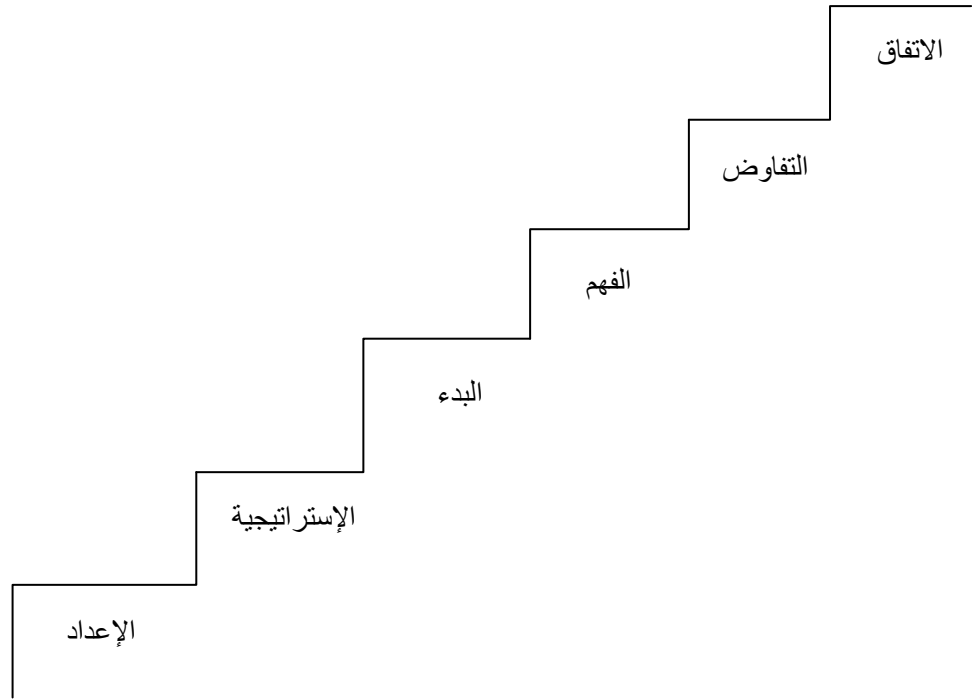 الاتفاق
التفاوض
الفهم
البدء
الإستراتيجية
الإعداد